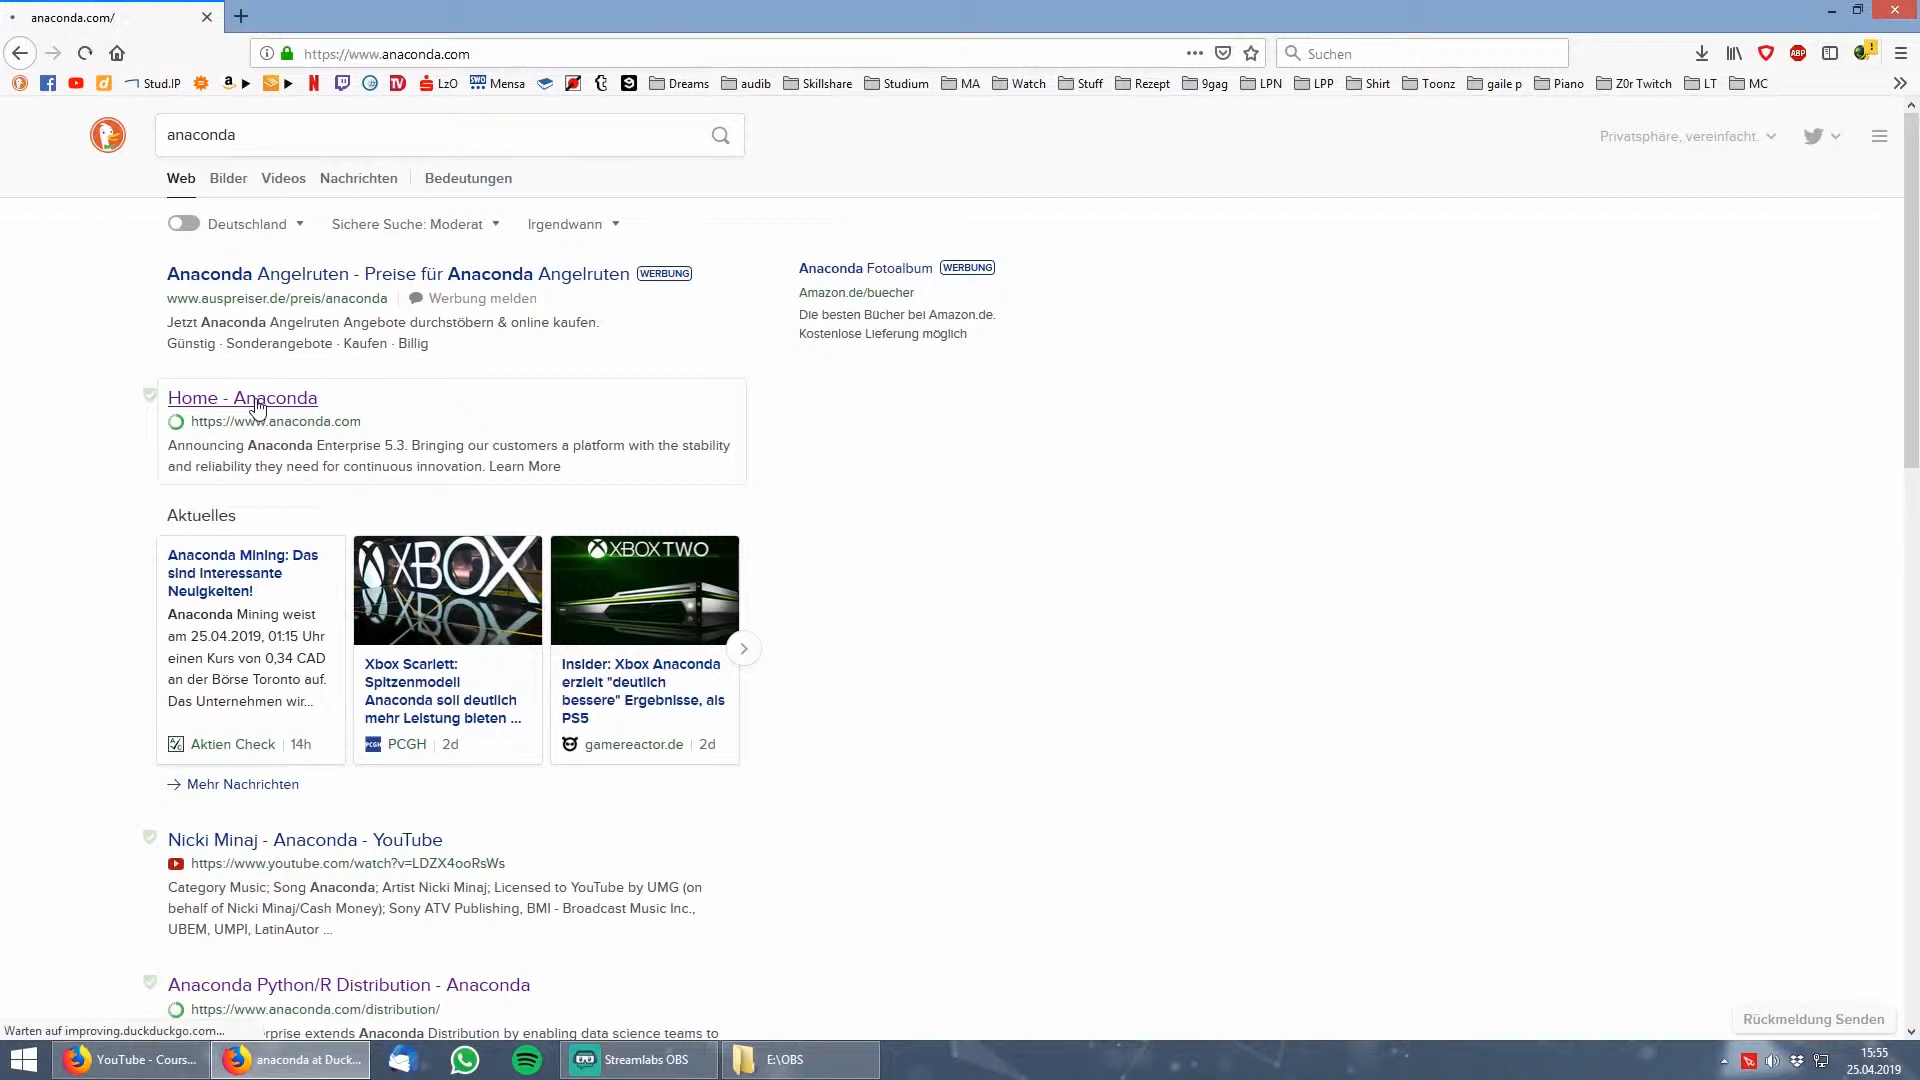 anaconda.com/
https://www.anaconda.com
Suchen
Stud.IP
LzO
Mensa
Dreams
audib
Skillshare
Studium
MA
Watch
Stuff
Rezept
9gag
LPN
LPP
Shirt
Toonz
gaile p
Piano
Z0r Twitch
LT
MC
anaconda
Privatsphäre, vereinfacht.
Web Bilder Videos Nachrichten Bedeutungen
Deutschland Sichere Suche: Moderat Irgendwann
Anaconda Angelruten - Preise für Anaconda Angelruten WERBUNG
www.auspreiser.de/preis/anaconda Werbung melden
Jetzt Anaconda Angelruten Angebote durchstöbern & online kaufen.
Günstig · Sonderangebote · Kaufen · Billig
Anaconda Fotoalbum WERBUNG
Amazon.de/buecher
Die besten Bücher bei Amazon.de.
Kostenlose Lieferung möglich
Home - Anaconda
https://www.anaconda.com
Announcing Anaconda Enterprise 5.3. Bringing our customers a platform with the stability
and reliability they need for continuous innovation. Learn More
Aktuelles
Anaconda Mining: Das
sind interessante
Neuigkeiten!
Anaconda Mining weist
am 25.04.2019, 01:15 Uhr
einen Kurs von 0,34 CAD
an der Börse Toronto auf.
Das Unternehmen wir...
Aktien Check 14h
XBOX
Xbox Scarlett:
Spitzenmodell
Anaconda soll deutlich
mehr Leistung bieten ...
PCGH 2d
XBOX TWO
Insider: Xbox Anaconda
erzielt "deutlich
bessere" Ergebnisse, als
PS5
gamereactor.de 2d
Mehr Nachrichten
Nicki Minaj - Anaconda - YouTube
https://www.youtube.com/watch?v=LDZX4ooRsWs
Category Music; Song Anaconda; Artist Nicki Minaj; Licensed to YouTube by UMG (on
behalf of Nicki Minaj/Cash Money); Sony ATV Publishing, BMI - Broadcast Music Inc.,
UBEM, UMPI, LatinAutor ...
Anaconda Python/R Distribution - Anaconda
https://www.anaconda.com/distribution/
erprise extends Anaconda Distribution by enabling data science teams to
Rückmeldung Senden
Warten auf improving.duckduckgo.com...
YouTube - Cours...
anaconda at Duck...
Streamlabs OBS
E:\OBS
15:55
25.04.2019